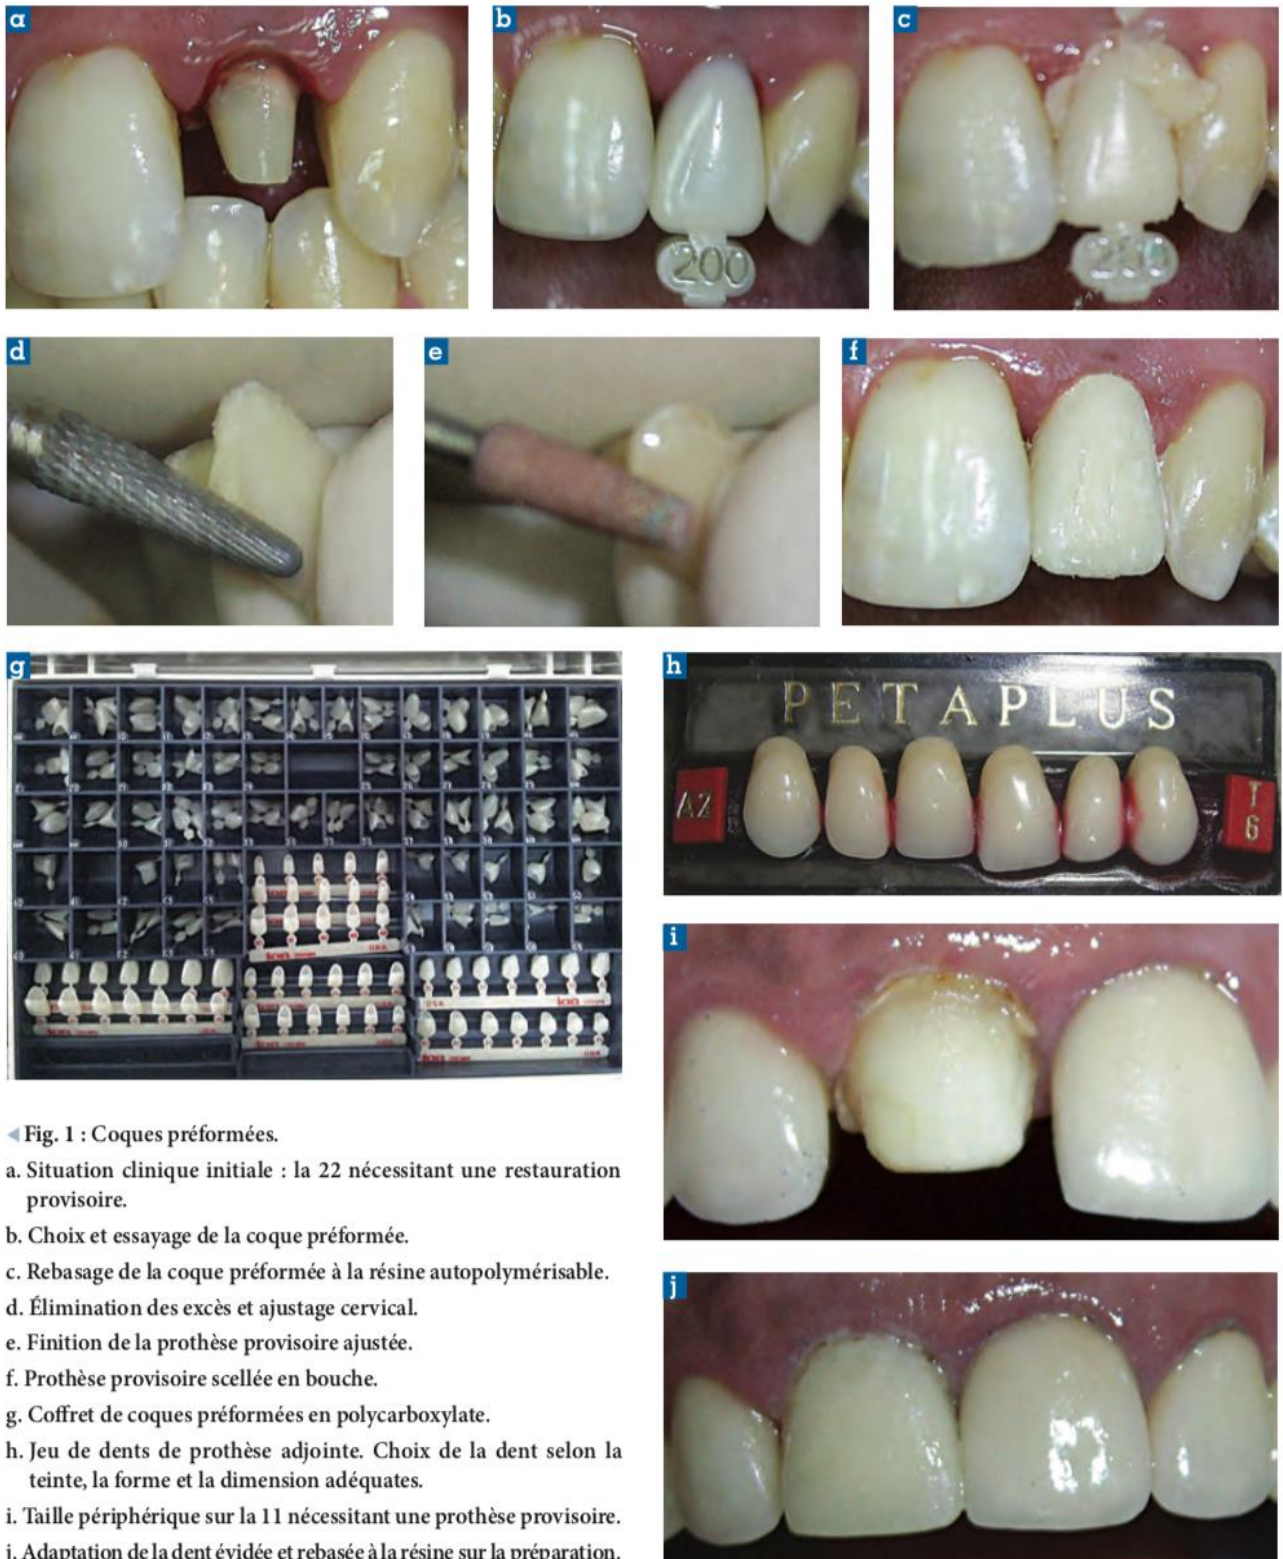 a
b
c
200
230
d
e
f
g
h
PETAPLUS
A2
T
6
ion
USA
i
j
Fig. 1 : Coques préformées.
a. Situation clinique initiale : la 22 nécessitant une restauration
provisoire.
b. Choix et essayage de la coque préformée.
c. Rebasage de la coque préformée à la résine autopolymérisable.
d. Élimination des excès et ajustage cervical.
e. Finition de la prothèse provisoire ajustée.
f. Prothèse provisoire scellée en bouche.
g. Coffret de coques préformées en polycarboxylate.
h. Jeu de dents de prothèse adjointe. Choix de la dent selon la
teinte, la forme et la dimension adéquates.
i. Taille périphérique sur la 11 nécessitant une prothèse provisoire.
j. Adaptation de la dent évidée et rebasée à la résine sur la préparation.